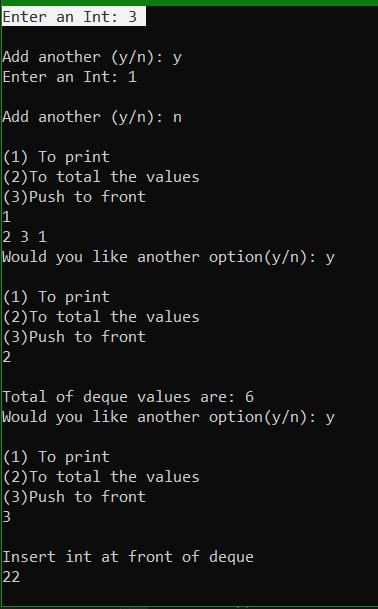 Enter an Int: 3
Add another (y/n): y
Enter an Int: 1
Add another (y/n): n
(1) To print
(2)To total the values
(3)Push to front
1
2 3 1
Would you like another option(y/n): y
(1) To print
(2)To total the values
(3)Push to front
2
Total of deque values are: 6
Would you like another option(y/n): y
(1) To print
(2)To total the values
(3)Push to front
3
Insert int at front of deque
22